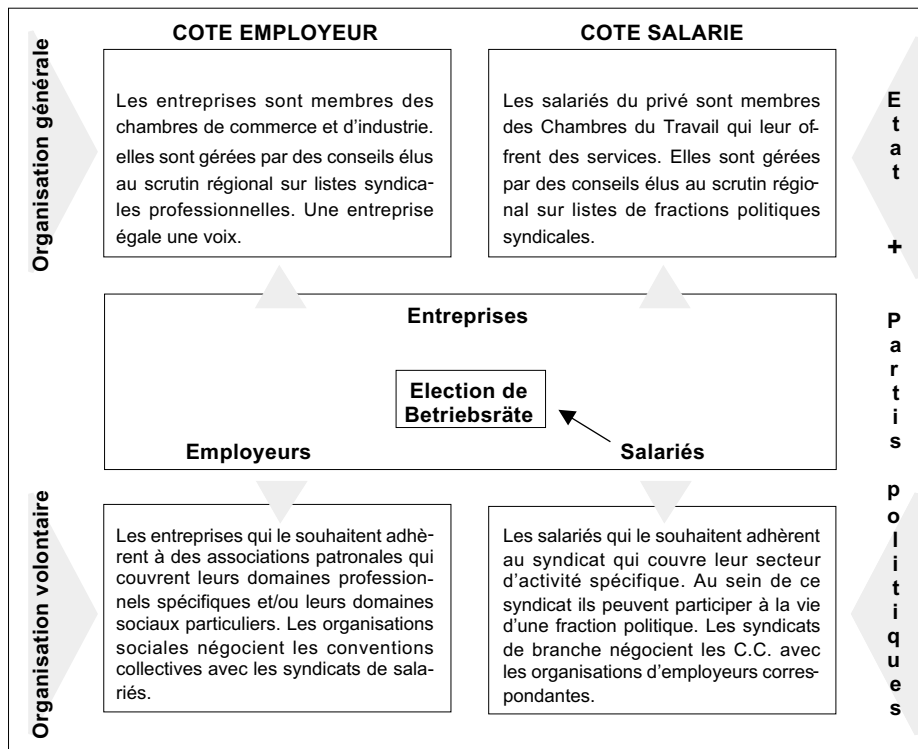 COTE EMPLOYEUR
COTE SALARIE
Organisation générale
Les entreprises sont membres des
chambres de commerce et d'industrie.
elles sont gérées par des conseils élus
au scrutin régional sur listes syndica-
les professionnelles. Une entreprise
égale une voix.
Les salariés du privé sont membres
des Chambres du Travail qui leur of-
frent des services. Elles sont gérées
par des conseils élus au scrutin régio-
nal sur listes de fractions politiques
syndicales.
Etat + Partis politiques
Entreprises
Election de
Betriebsräte
Employeurs
Salariés
Organisation volontaire
Les entreprises qui le souhaitent adhè-
rent à des associations patronales qui
couvrent leurs domaines profession-
nels spécifiques et/ou leurs domaines
sociaux particuliers. Les organisations
sociales négocient les conventions
collectives avec les syndicats de sala-
riés.
Les salariés qui le souhaitent adhèrent
au syndicat qui couvre leur secteur
d'activité spécifique. Au sein de ce
syndicat ils peuvent participer à la vie
d'une fraction politique. Les syndicats
de branche négocient les C.C. avec
les organisations d'employeurs corres-
pondantes.